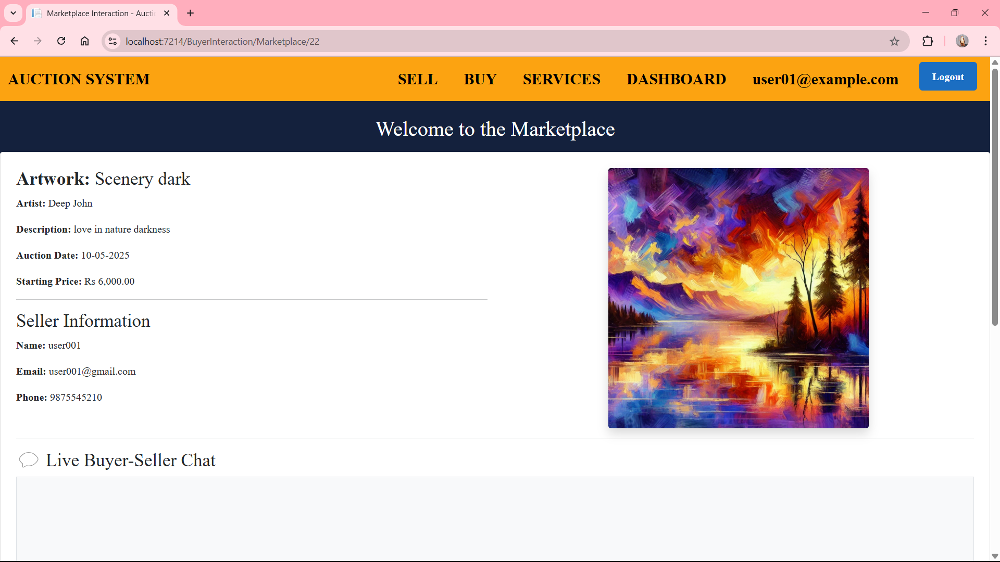 Marketplace Interaction - Aucti
localhost:7214/BuyerInteraction/Marketplace/22
AUCTION SYSTEM SELL BUY SERVICES DASHBOARD user01@example.com Logout
Welcome to the Marketplace
Artwork: Scenery dark
Artist: Deep John
Description: love in nature darkness
Auction Date: 10-05-2025
Starting Price: Rs 6,000.00
Seller Information
Name: user001
Email: user001@gmail.com
Phone: 9875545210
Live Buyer-Seller Chat